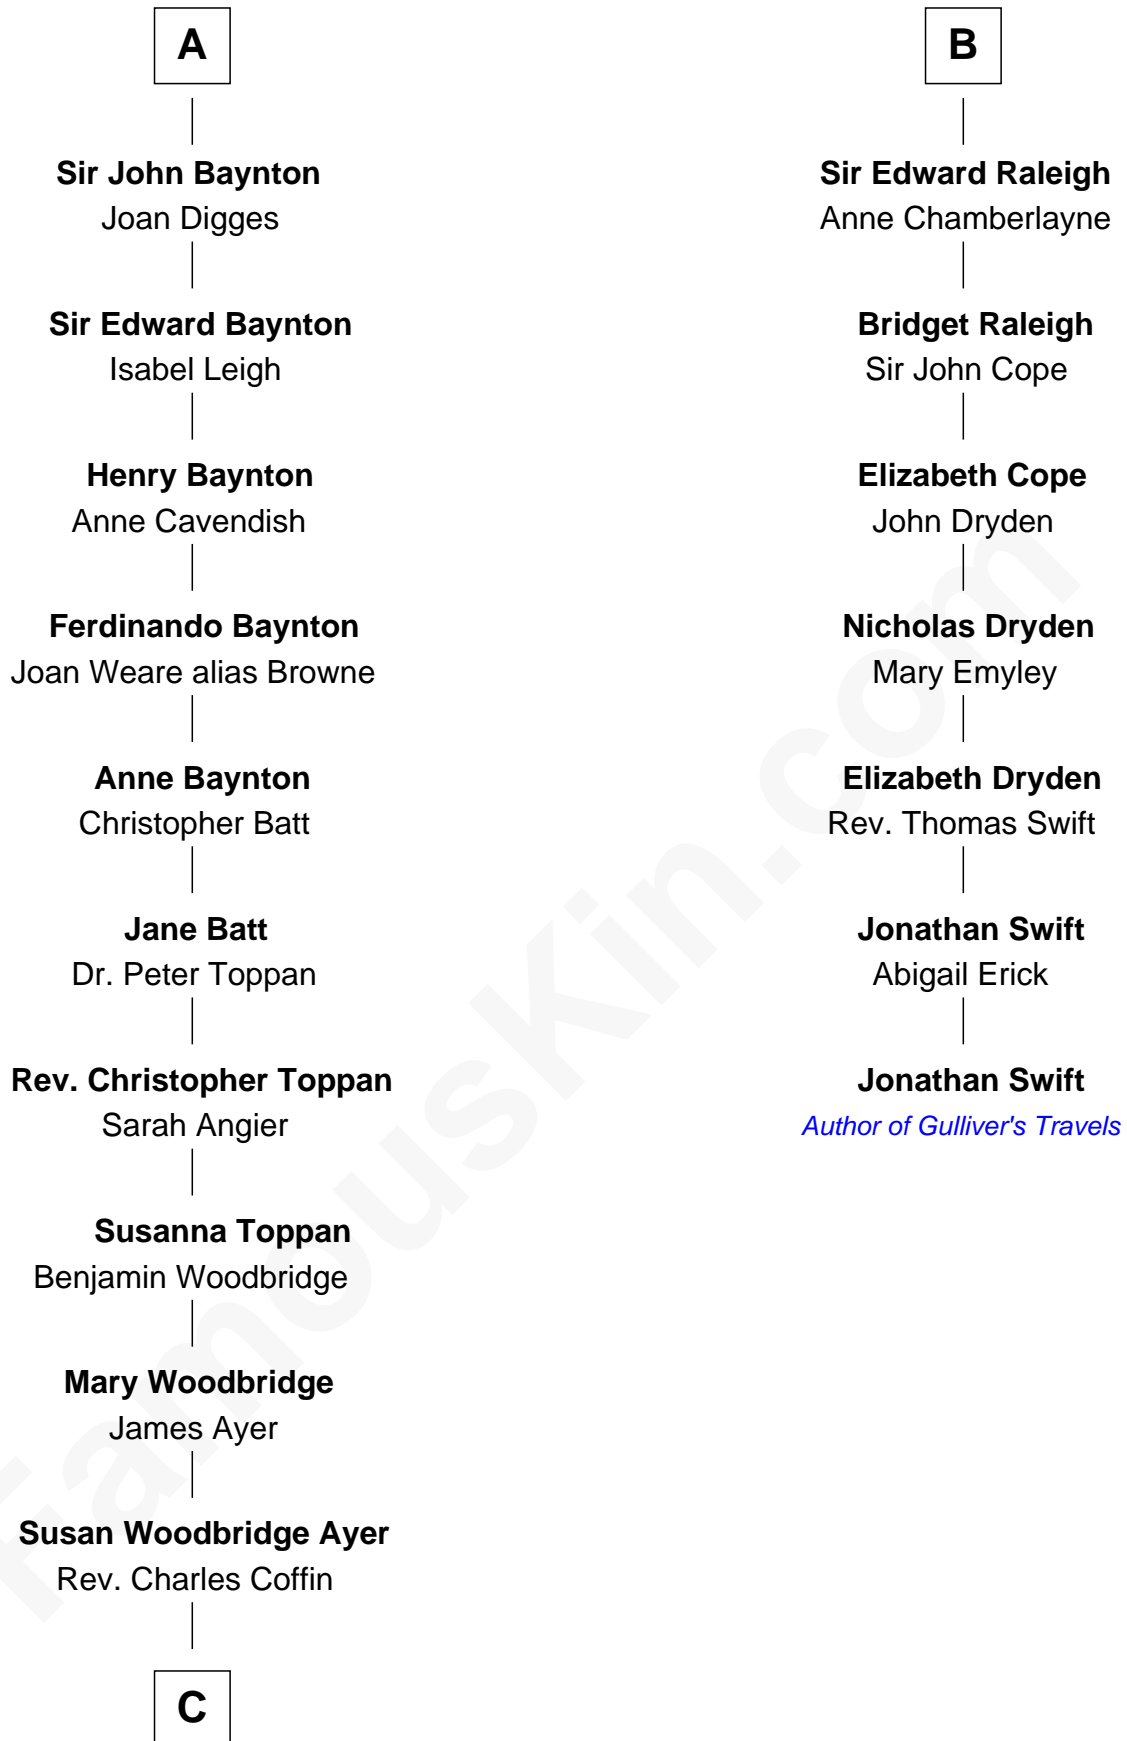 A
Sir John Baynton
Joan Digges
Sir Edward Baynton
Isabel Leigh
Henry Baynton
Anne Cavendish
Ferdinando Baynton
Joan Weare alias Browne
Anne Baynton
Christopher Batt
Jane Batt
Dr. Peter Toppan
Rev. Christopher Toppan
Sarah Angier
Susanna Toppan
Benjamin Woodbridge
Mary Woodbridge
James Ayer
Susan Woodbridge Ayer
Rev. Charles Coffin
C
B
Sir Edward Raleigh
Anne Chamberlayne
Bridget Raleigh
Sir John Cope
Elizabeth Cope
John Dryden
Nicholas Dryden
Mary Emyley
Elizabeth Dryden
Rev. Thomas Swift
Jonathan Swift
Abigail Erick
Jonathan Swift
Author of Gulliver's Travels
FamousKin.com